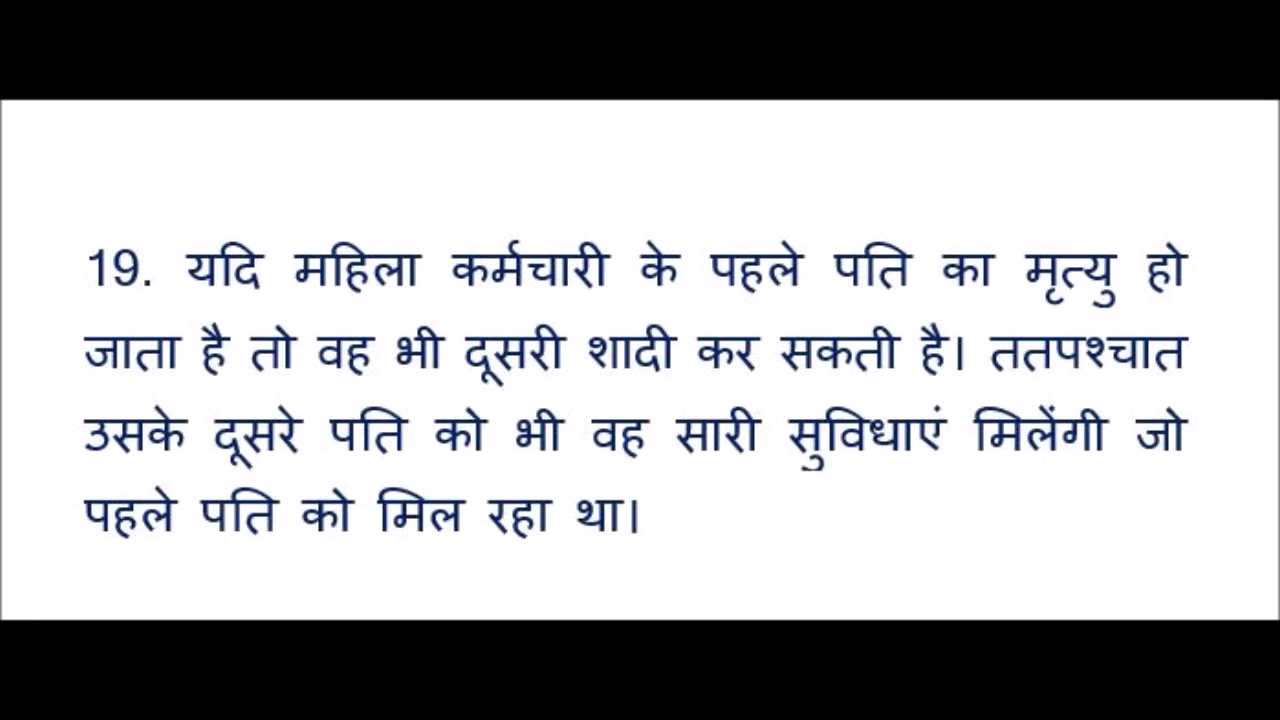 19. यदि महिला कर्मचारी के पहले पति का मृत्यु हो
जाता है तो वह भी दूसरी शादी कर सकती है। ततपश्चात
उसके दूसरे पति को भी वह सारी सुविधाएं मिलेंगी जो
पहले पति को मिल रहा था।